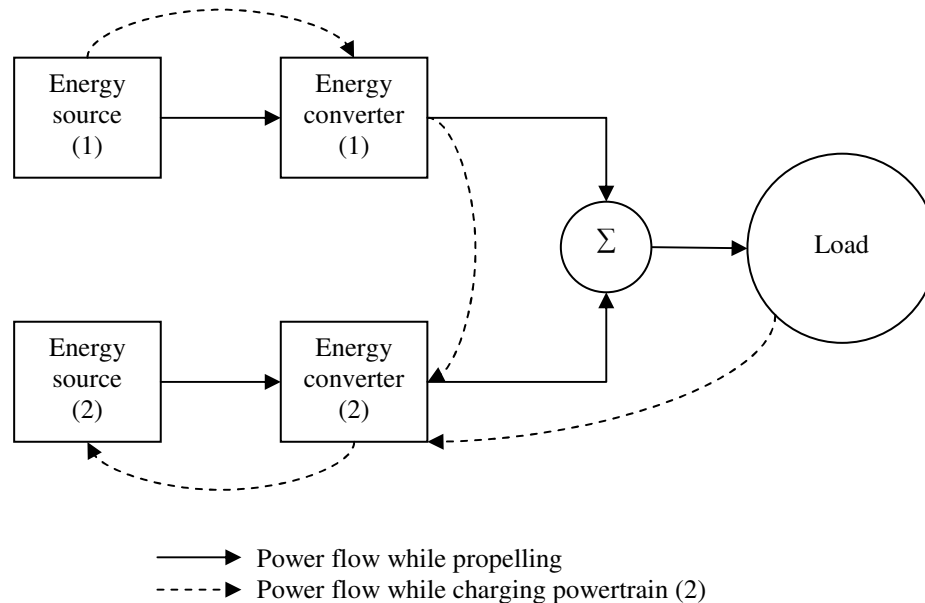 Energy
source
(1)
Energy
converter
(1)
Σ
Load
Energy
source
(2)
Energy
converter
(2)
Power flow while propelling
Power flow while charging powertrain (2)